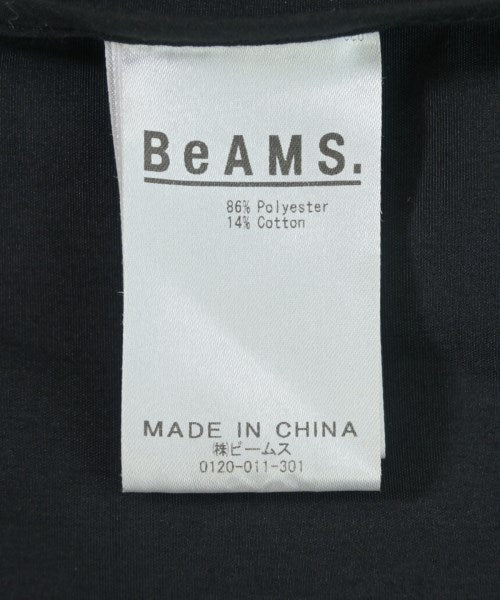 BeAMS.
86% Polyester
14% Cotton
MADE IN CHINA
㈱ビームス
0120-011-301